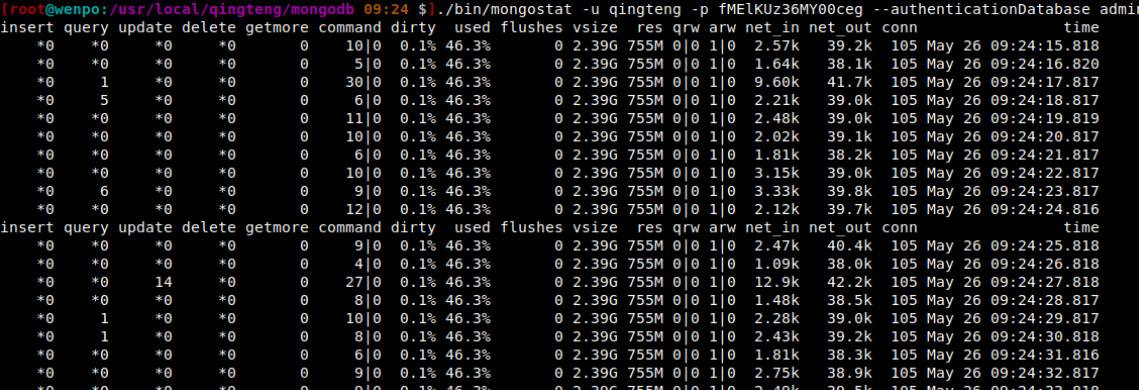 [root@wenpo:/usr/local/qingteng/mongodb 09:24 $]./bin/mongostat -u qingteng -p fMElKUz36MY00ceg --authenticationDatabase admi
insert query update delete getmore command dirty used flushes vsize res qrw arw net_in net_out conn time
*0 *0 *0 *0 0 10|0 0.1% 46.3% 0 2.39G 755M 0|0 1|0 2.57k 39.2k 105 May 26 09:24:15.818
*0 *0 *0 *0 0 5|0 0.1% 46.3% 0 2.39G 755M 0|0 1|0 1.64k 38.1k 105 May 26 09:24:16.820
*0 1 *0 *0 0 30|0 0.1% 46.3% 0 2.39G 755M 0|0 1|0 9.60k 41.7k 105 May 26 09:24:17.817
*0 5 *0 *0 0 6|0 0.1% 46.3% 0 2.39G 755M 0|0 1|0 2.21k 39.0k 105 May 26 09:24:18.817
*0 *0 *0 *0 0 11|0 0.1% 46.3% 0 2.39G 755M 0|0 1|0 2.48k 39.0k 105 May 26 09:24:19.819
*0 *0 *0 *0 0 10|0 0.1% 46.3% 0 2.39G 755M 0|0 1|0 2.02k 39.1k 105 May 26 09:24:20.817
*0 *0 *0 *0 0 6|0 0.1% 46.3% 0 2.39G 755M 0|0 1|0 1.81k 38.2k 105 May 26 09:24:21.817
*0 *0 *0 *0 0 10|0 0.1% 46.3% 0 2.39G 755M 0|0 1|0 3.15k 39.0k 105 May 26 09:24:22.817
*0 6 *0 *0 0 9|0 0.1% 46.3% 0 2.39G 755M 0|0 1|0 3.33k 39.8k 105 May 26 09:24:23.817
*0 *0 *0 *0 0 12|0 0.1% 46.3% 0 2.39G 755M 0|0 1|0 2.12k 39.7k 105 May 26 09:24:24.816
insert query update delete getmore command dirty used flushes vsize res qrw arw net_in net_out conn time
*0 *0 *0 *0 0 9|0 0.1% 46.3% 0 2.39G 755M 0|0 1|0 2.47k 40.4k 105 May 26 09:24:25.818
*0 *0 *0 *0 0 4|0 0.1% 46.3% 0 2.39G 755M 0|0 1|0 1.09k 38.0k 105 May 26 09:24:26.818
*0 *0 14 *0 0 27|0 0.1% 46.3% 0 2.39G 755M 0|0 1|0 12.9k 42.2k 105 May 26 09:24:27.818
*0 *0 *0 *0 0 8|0 0.1% 46.3% 0 2.39G 755M 0|0 1|0 1.48k 38.5k 105 May 26 09:24:28.817
*0 1 *0 *0 0 10|0 0.1% 46.3% 0 2.39G 755M 0|0 1|0 2.28k 39.0k 105 May 26 09:24:29.817
*0 1 *0 *0 0 8|0 0.1% 46.3% 0 2.39G 755M 0|0 1|0 2.43k 39.2k 105 May 26 09:24:30.818
*0 *0 *0 *0 0 6|0 0.1% 46.3% 0 2.39G 755M 0|0 1|0 1.81k 38.3k 105 May 26 09:24:31.816
*0 *0 *0 *0 0 9|0 0.1% 46.3% 0 2.39G 755M 0|0 1|0 2.75k 38.9k 105 May 26 09:24:32.817